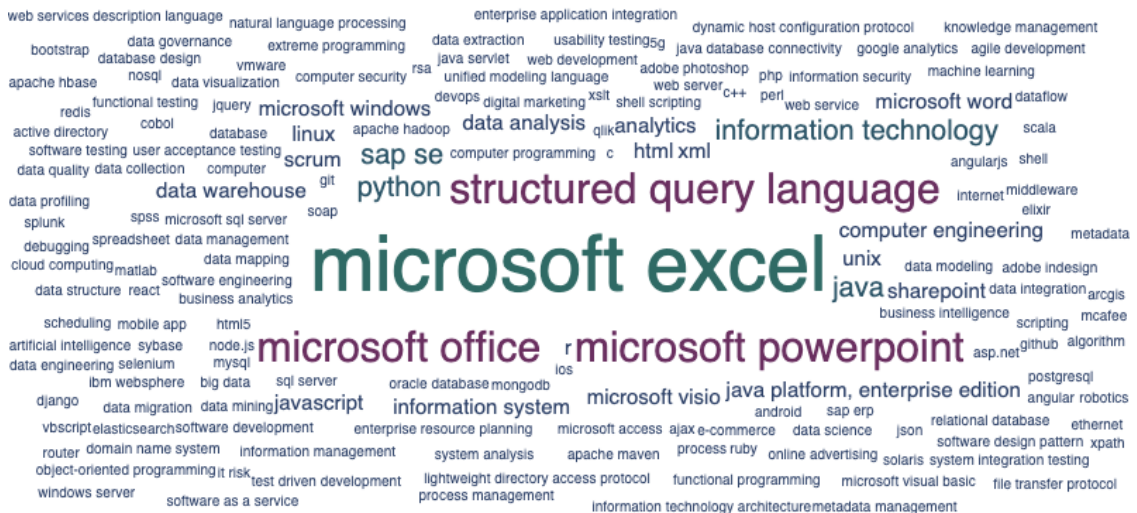 web services description language
natural language processing
enterprise application integration
dynamic host configuration protocol
knowledge management
bootstrap
data governance
extreme programming
data extraction
usability testing
5g
java database connectivity
google analytics
agile development
database design
java servlet
web development
apache hbase
nosql
vmware
data visualization
computer security
rsa
unified modeling language
adobe photoshop
php
information security
machine learning
web server
redis
functional testing
jquery
microsoft windows
devops
digital marketing
xslt
shell scripting
c++
perl
web service
microsoft word
dataflow
active directory
cobol
database
linux
apache hadoop
data analysis
qlik
analytics
information technology
scala
software testing
user acceptance testing
scrum
sap se
computer programming
c
html
xml
angularjs
shell
data quality
data collection
computer
data warehouse
git
python
structured query language
internet
middleware
data profiling
elixir
splunk
spss
microsoft sql server
soap
debugging
spreadsheet
data management
microsoft excel
computer engineering
metadata
cloud computing
matlab
data mapping
unix
data modeling
adobe indesign
data structure
react
software engineering
business analytics
java
sharepoint
data integration
arcgis
business intelligence
mcafee
scheduling
mobile app
html5
scripting
artificial intelligence
sybase
node.js
microsoft office
r
microsoft powerpoint
asp.net
github
algorithm
data engineering
selenium
mysql
ios
ibm websphere
big data
sql server
oracle database
mongodb
microsoft visio
java platform, enterprise edition
postgresql
django
data migration
data mining
javascript
information system
android
sap erp
angular
robotics
vbscript
elasticsearch
software development
enterprise resource planning
microsoft access
ajax
e-commerce
data science
json
relational database
ethernet
router
domain name system
information management
system analysis
apache maven
process
ruby
online advertising
solaris
software design pattern
xpath
system integration testing
object-oriented programming
it risk
test driven development
lightweight directory access protocol
functional programming
microsoft visual basic
file transfer protocol
windows server
software as a service
process management
information technology architecture
metadata management